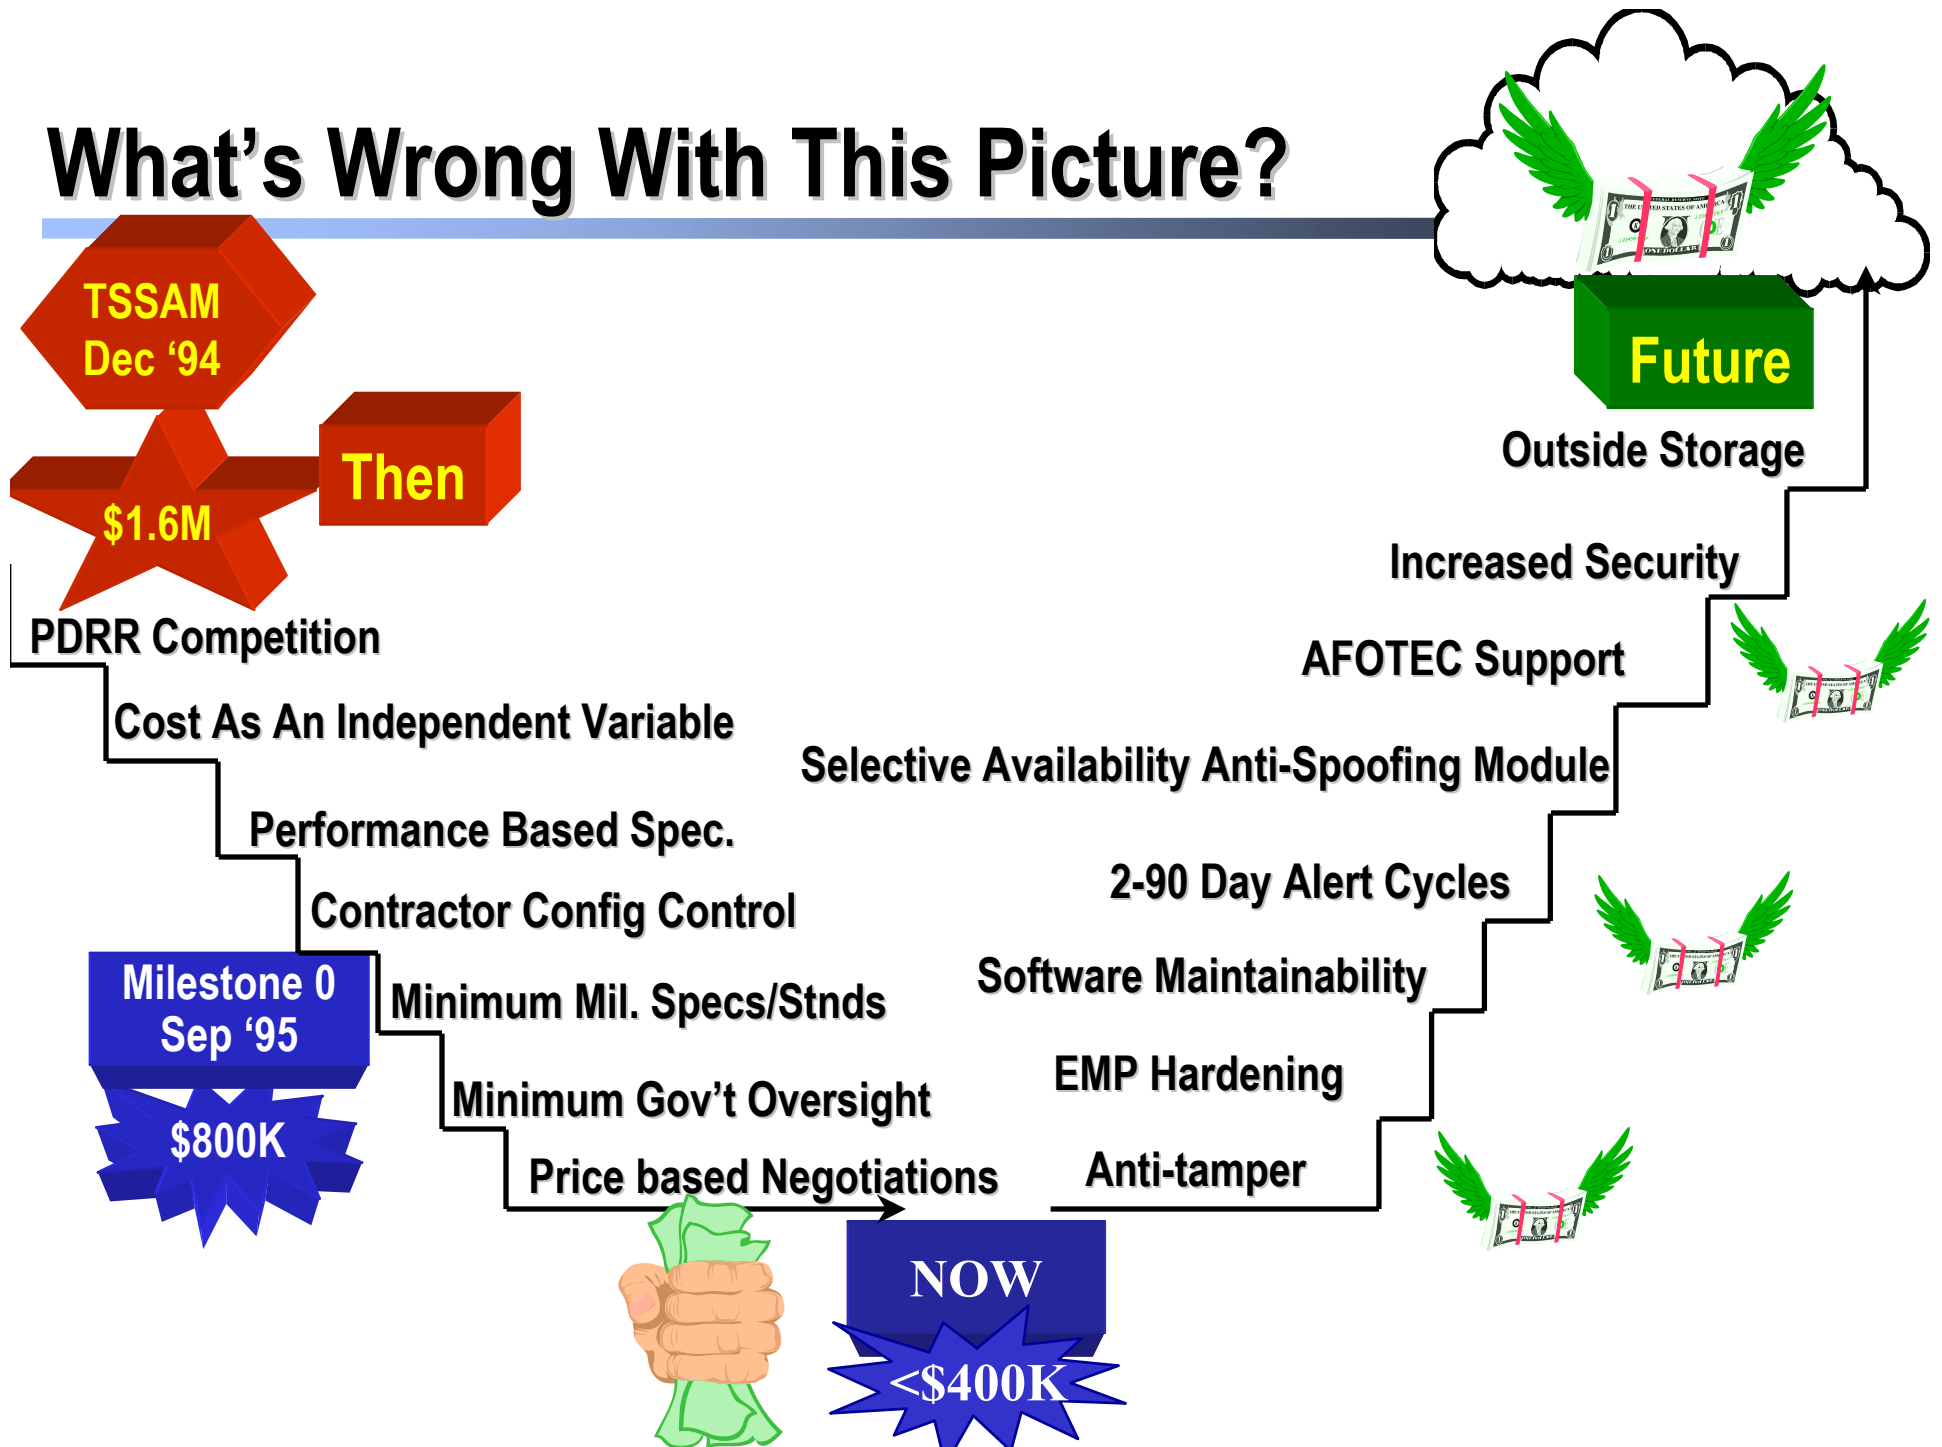 What’s Wrong With This Picture?
TSSAM
Dec ‘94
$1.6M
Then
PDRR Competition
Cost As An Independent Variable
Performance Based Spec.
Contractor Config Control
Milestone 0
Sep ‘95
$800K
Minimum Mil. Specs/Stnds
Minimum Gov’t Oversight
Price based Negotiations
NOW
<$400K
Anti-tamper
EMP Hardening
Software Maintainability
2-90 Day Alert Cycles
Selective Availability Anti-Spoofing Module
AFOTEC Support
Increased Security
Outside Storage
Future